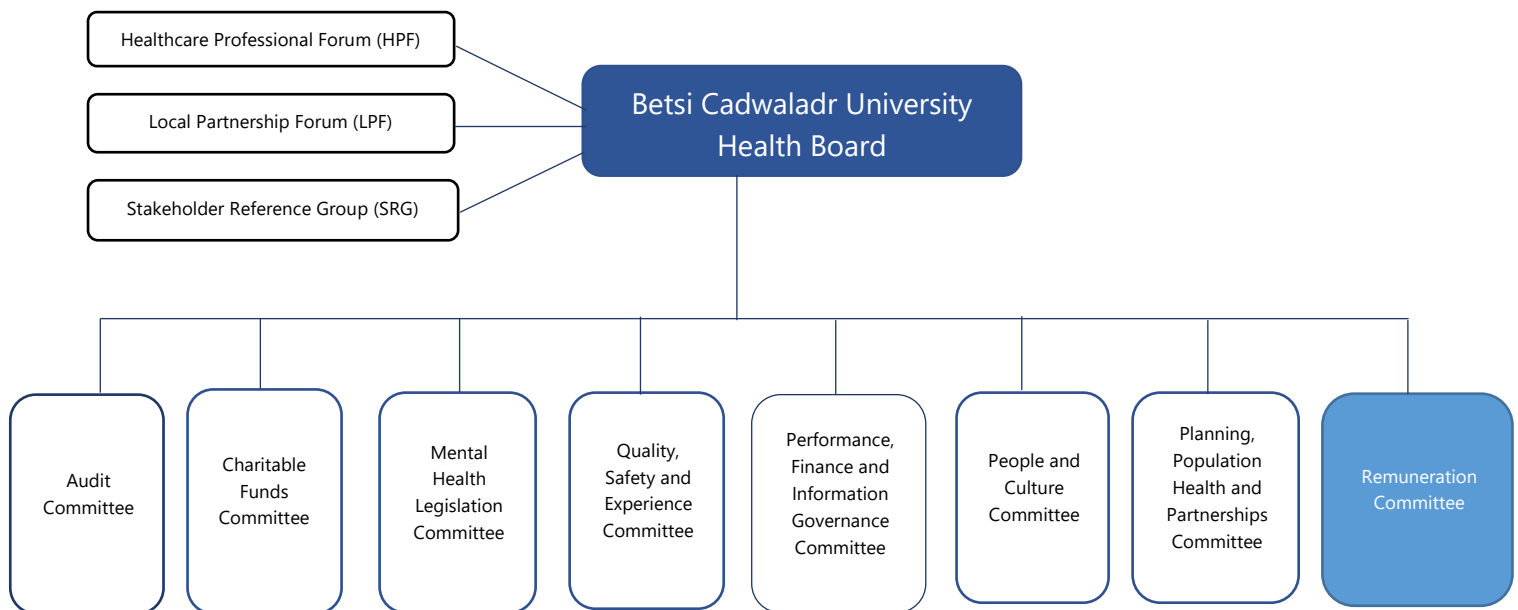 Healthcare Professional Forum (HPF)
Local Partnership Forum (LPF)
Stakeholder Reference Group (SRG)
Betsi Cadwaladr University
Health Board
Audit
Committee
Charitable
Funds
Committee
Mental
Health
Legislation
Committee
Quality,
Safety and
Experience
Committee
Performance,
Finance and
Information
Governance
Committee
People and
Culture
Committee
Planning,
Population
Health and
Partnerships
Committee
Remuneration
Committee